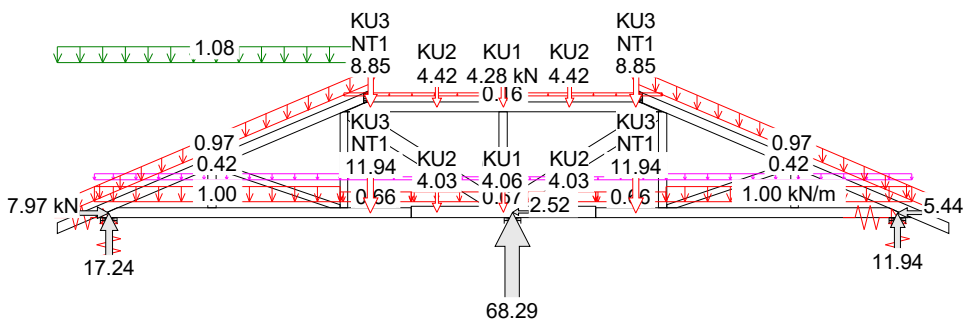 KU3
NT1
8.85
KU2
4.42
KU1
4.28 kN
KU2
4.42
KU3
NT1
8.85
1.08
0.97
0.42
1.00
KU3
NT1
11.94
0.66
KU2
4.03
KU1
4.06
KU2
4.03
2.52
KU3
NT1
11.94
0.97
0.42
1.00 kN/m
7.97 kN
5.44
17.24
68.29
11.94